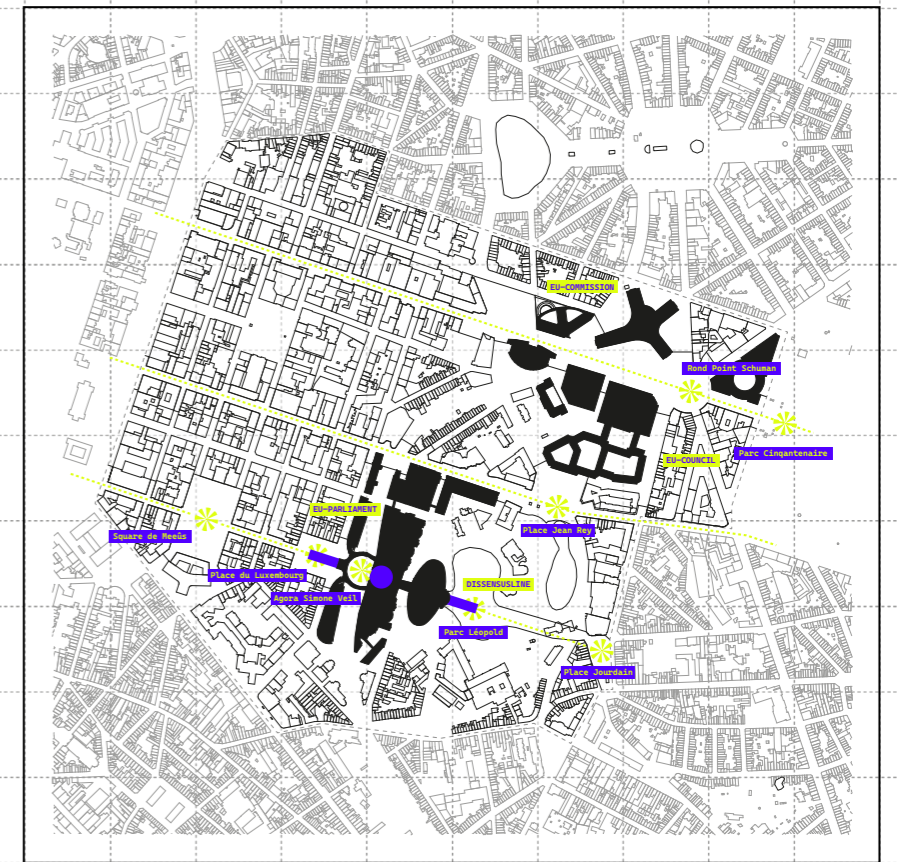 EU-COMMISSION
Rond Point Schuman
Parc Cinqantenaire
EU-COUNCIL
EU-PARLIAMENT
Place Jean Rey
Square de Meeûs
Place du Luxembourg
DISSENSUSLINE
Agora Simone Veil
Parc Léopold
Place Jourdain